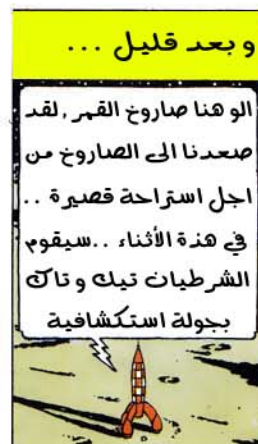 وبعد قليل ...
الو هنا صاروخ القمر , لقد
صعدنا الى الصاروخ من
اجل استراحة قصيرة ..
في هذة الأثناء ..سيقوم
الشرطيان تيك و تاك
بجولة استكشافية